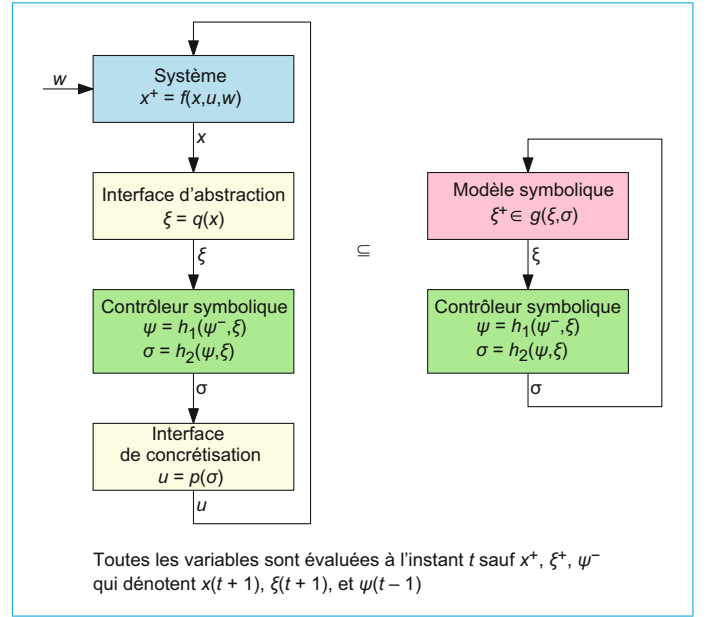 w
Système
x⁺ = f(x,u,w)
x
Interface d'abstraction
ξ = q(x)
ξ
Contrôleur symbolique
ψ = h₁(ψ⁻,ξ)
σ = h₂(ψ,ξ)
σ
Interface
de concrétisation
u = p(σ)
u
⊆
Modèle symbolique
ξ⁺ ∈ g(ξ,σ)
ξ
Contrôleur symbolique
ψ = h₁(ψ⁻,ξ)
σ = h₂(ψ,ξ)
σ
Toutes les variables sont évaluées à l'instant t sauf x⁺, ξ⁺, ψ⁻
qui dénotent x(t + 1), ξ(t + 1), et ψ(t – 1)